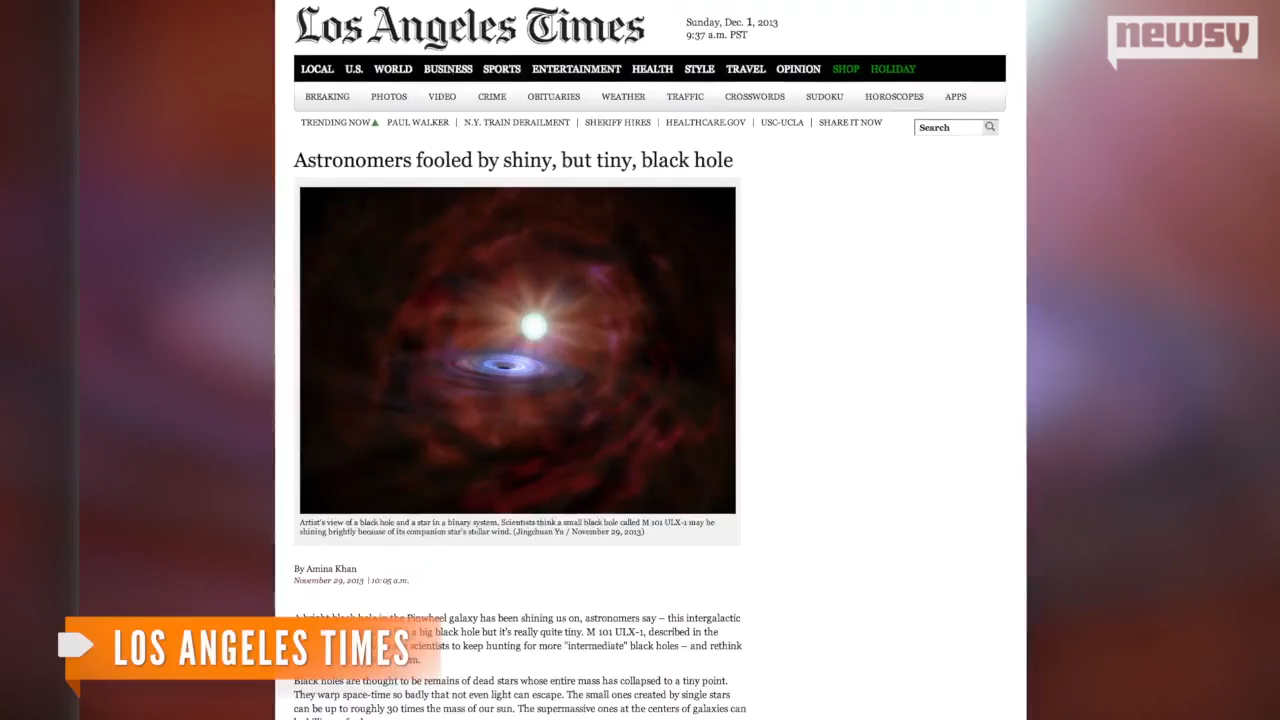 Los Angeles Times
Sunday, Dec. 1, 2013
9:37 a.m. PST
newsy
LOCAL U.S. WORLD BUSINESS SPORTS ENTERTAINMENT HEALTH STYLE TRAVEL OPINION SHOP HOLIDAY
BREAKING PHOTOS VIDEO CRIME OBITUARIES WEATHER TRAFFIC CROSSWORDS SUDOKU HOROSCOPES APPS
TRENDING NOW▲ PAUL WALKER | N.Y. TRAIN DERAILMENT | SHERIFF HIRES | HEALTHCARE.GOV | USC-UCLA | SHARE IT NOW
Search
Astronomers fooled by shiny, but tiny, black hole
Artist's view of a black hole and a star in a binary system. Scientists think a small black hole called M 101 ULX-1 may be
shining brightly because of its companion star's stellar wind. (Jingchuan Yu / November 29, 2013)
By Amina Khan
November 29, 2013 | 10:05 a.m.
A bright black hole in the Pinwheel galaxy has been shining us on, astronomers say – this intergalactic
a big black hole but it's really quite tiny. M 101 ULX-1, described in the
scientists to keep hunting for more "intermediate" black holes – and rethink
LOS ANGELES TIMES
Black holes are thought to be remains of dead stars whose entire mass has collapsed to a tiny point.
They warp space-time so badly that not even light can escape. The small ones created by single stars
can be up to roughly 30 times the mass of our sun. The supermassive ones at the centers of galaxies can